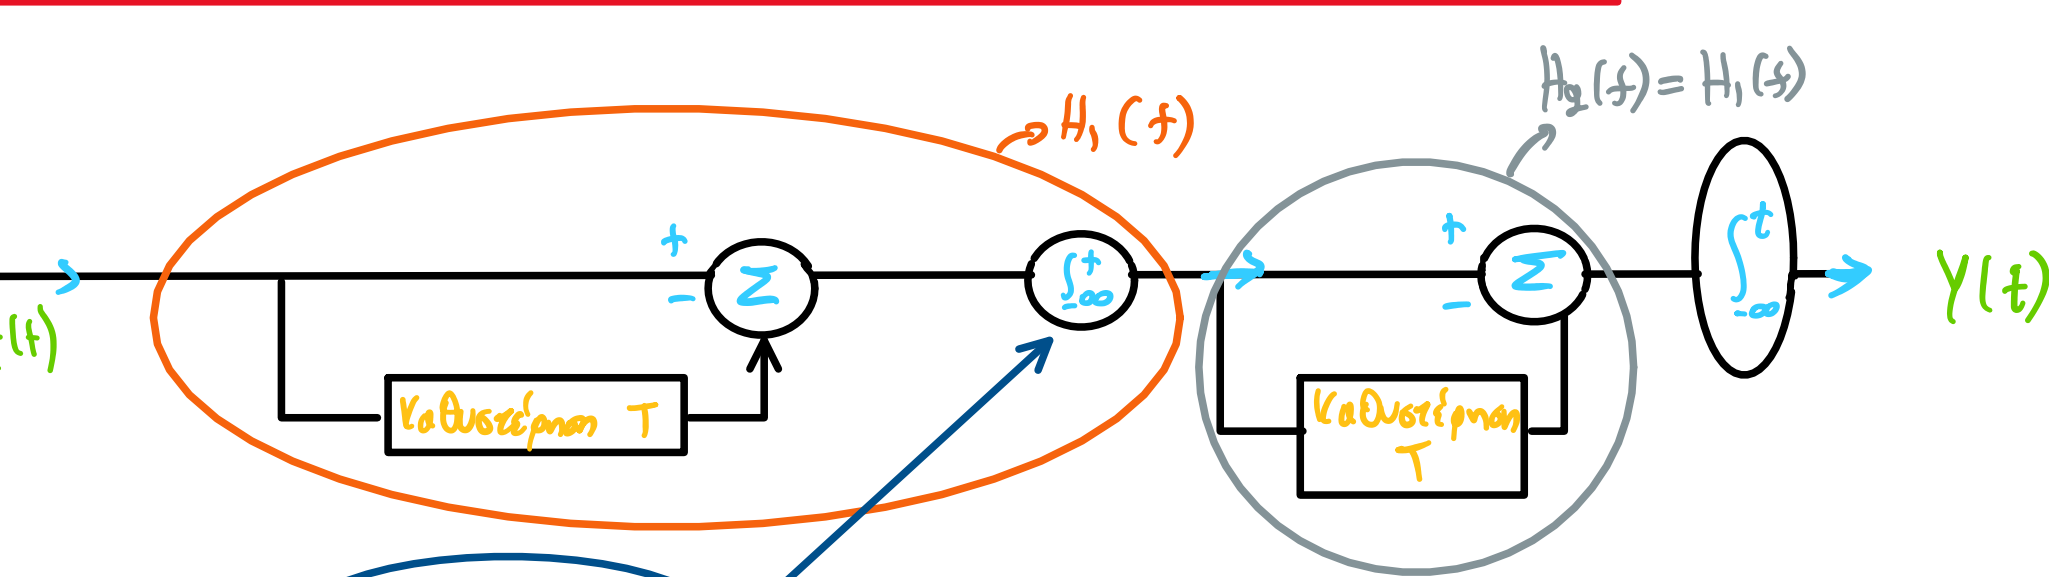 H₂(f) = H₁(f)
H₁(f)
+
-
Σ
∫ₜ₋∞
+
-
Σ
∫ᵗ₋∞
Y(t)
(t)
Καθυστέρηση T
Καθυστέρηση
T